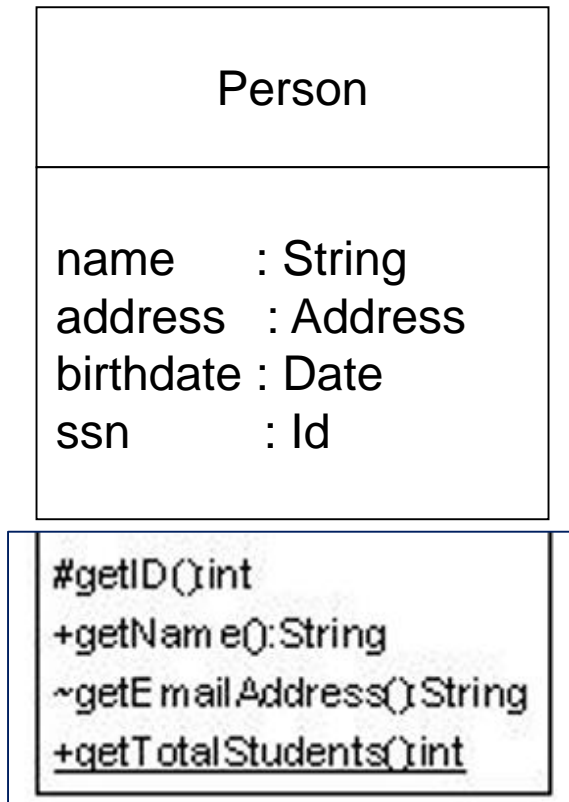 Person
name : String
address : Address
birthdate : Date
ssn : Id
#getID():int
+getName():String
~getEmailAddress():String
+getTotalStudents():int